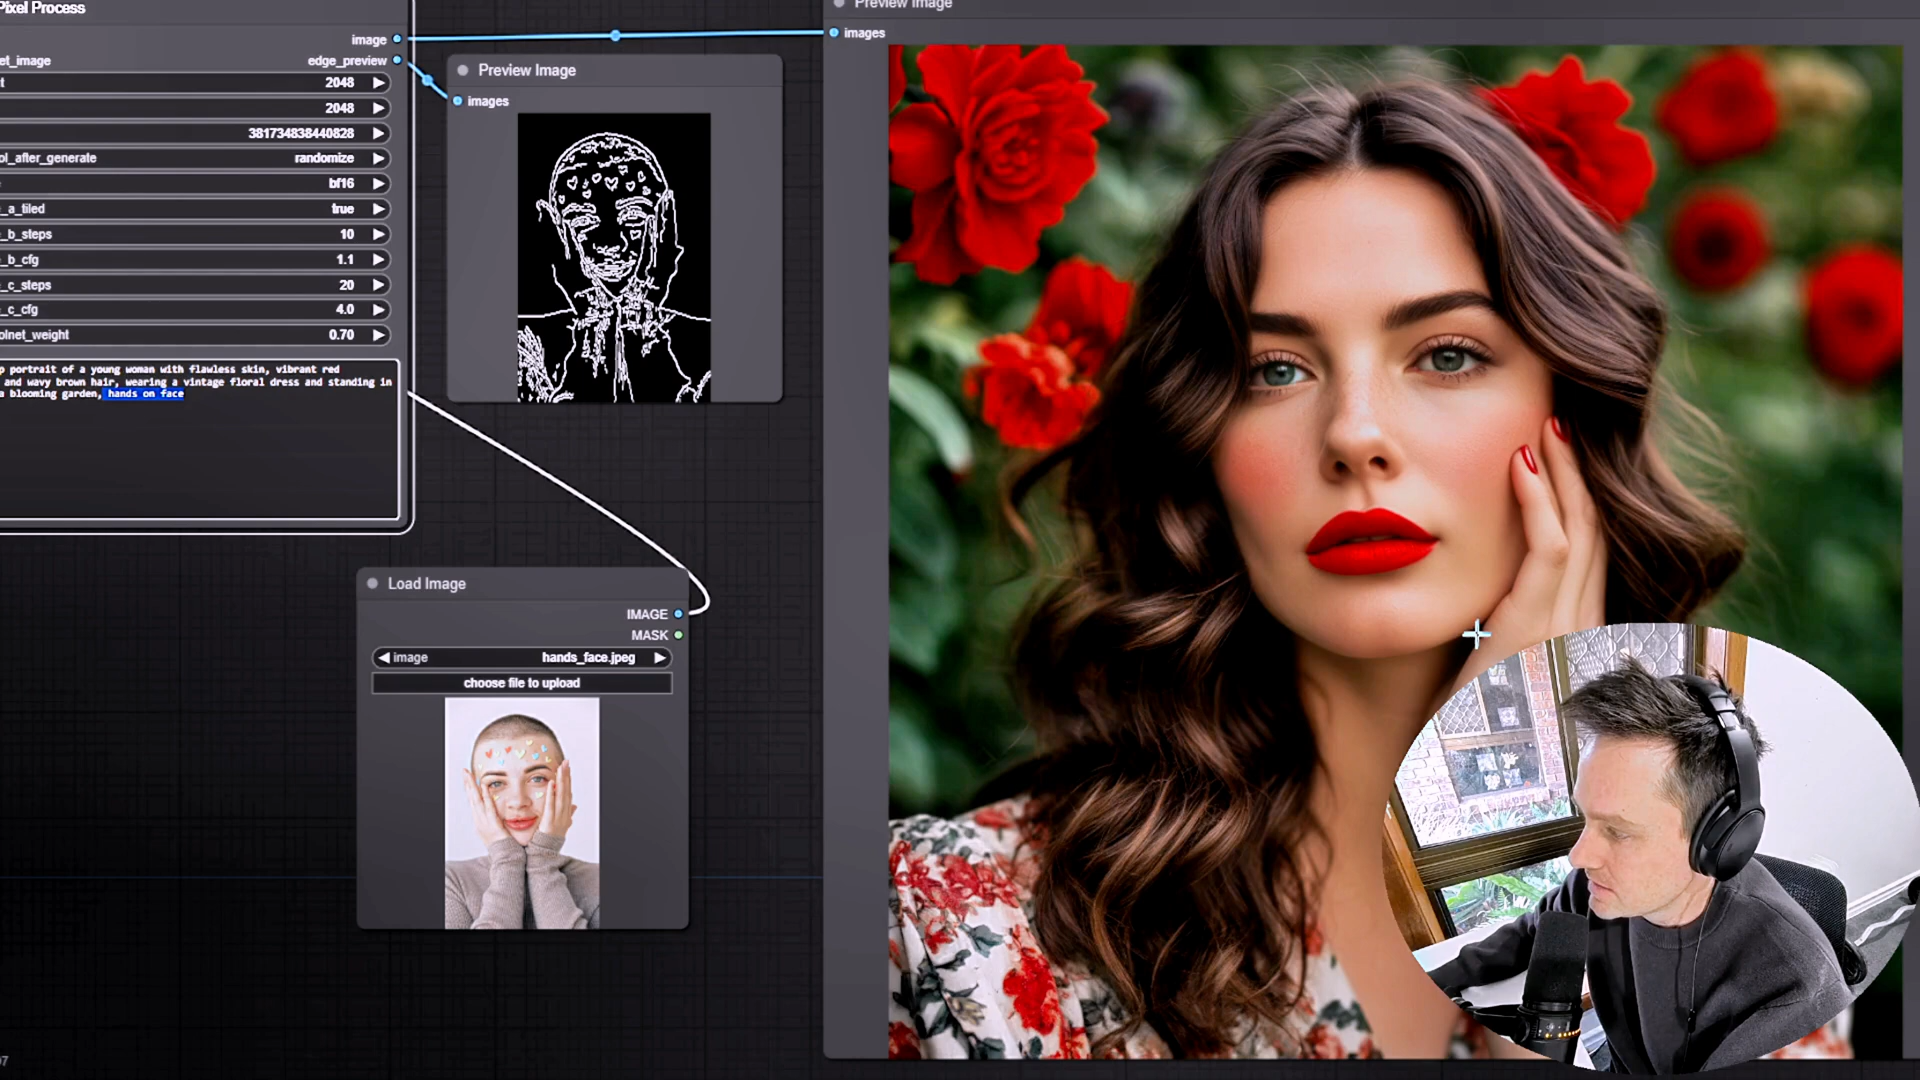 Pixel Process
image
et_image
edge_preview
t
2048
2048
381734838440828
ol_after_generate
randomize
bf16
_a_tiled
true
_b_steps
10
_b_cfg
1.1
_c_steps
20
_c_cfg
4.0
olnet_weight
0.70
p portrait of a young woman with flawless skin, vibrant red
and wavy brown hair, wearing a vintage floral dress and standing in
a blooming garden, hands on face
Preview Image
images
Preview Image
images
Load Image
IMAGE
MASK
image
hands_face.jpeg
choose file to upload